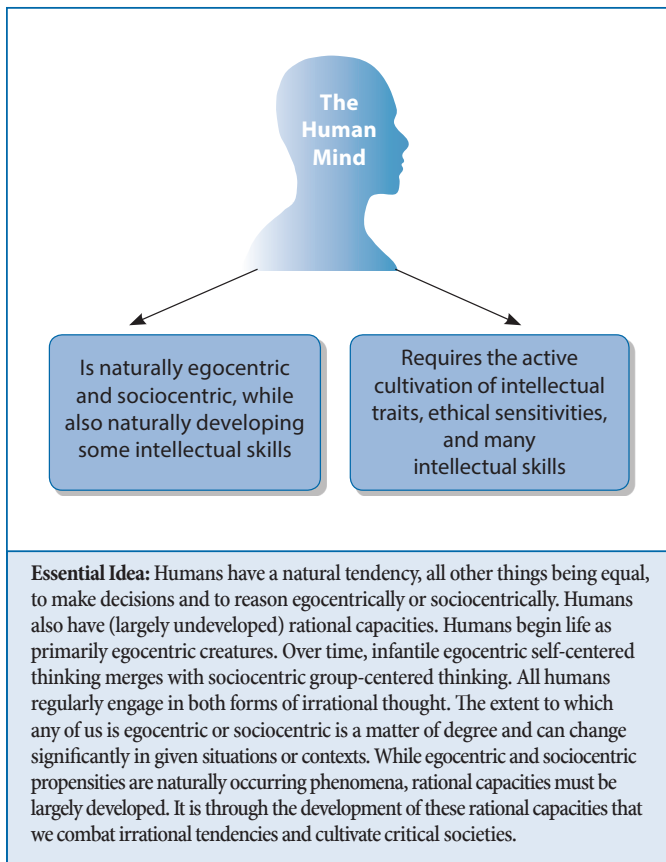 The
Human
Mind
Is naturally egocentric
and sociocentric, while
also naturally developing
some intellectual skills
Requires the active
cultivation of intellectual
traits, ethical sensitivities,
and many
intellectual skills
Essential Idea: Humans have a natural tendency, all other things being equal,
to make decisions and to reason egocentrically or sociocentrically. Humans
also have (largely undeveloped) rational capacities. Humans begin life as
primarily egocentric creatures. Over time, infantile egocentric self-centered
thinking merges with sociocentric group-centered thinking. All humans
regularly engage in both forms of irrational thought. The extent to which
any of us is egocentric or sociocentric is a matter of degree and can change
significantly in given situations or contexts. While egocentric and sociocentric
propensities are naturally occurring phenomena, rational capacities must be
largely developed. It is through the development of these rational capacities that
we combat irrational tendencies and cultivate critical societies.